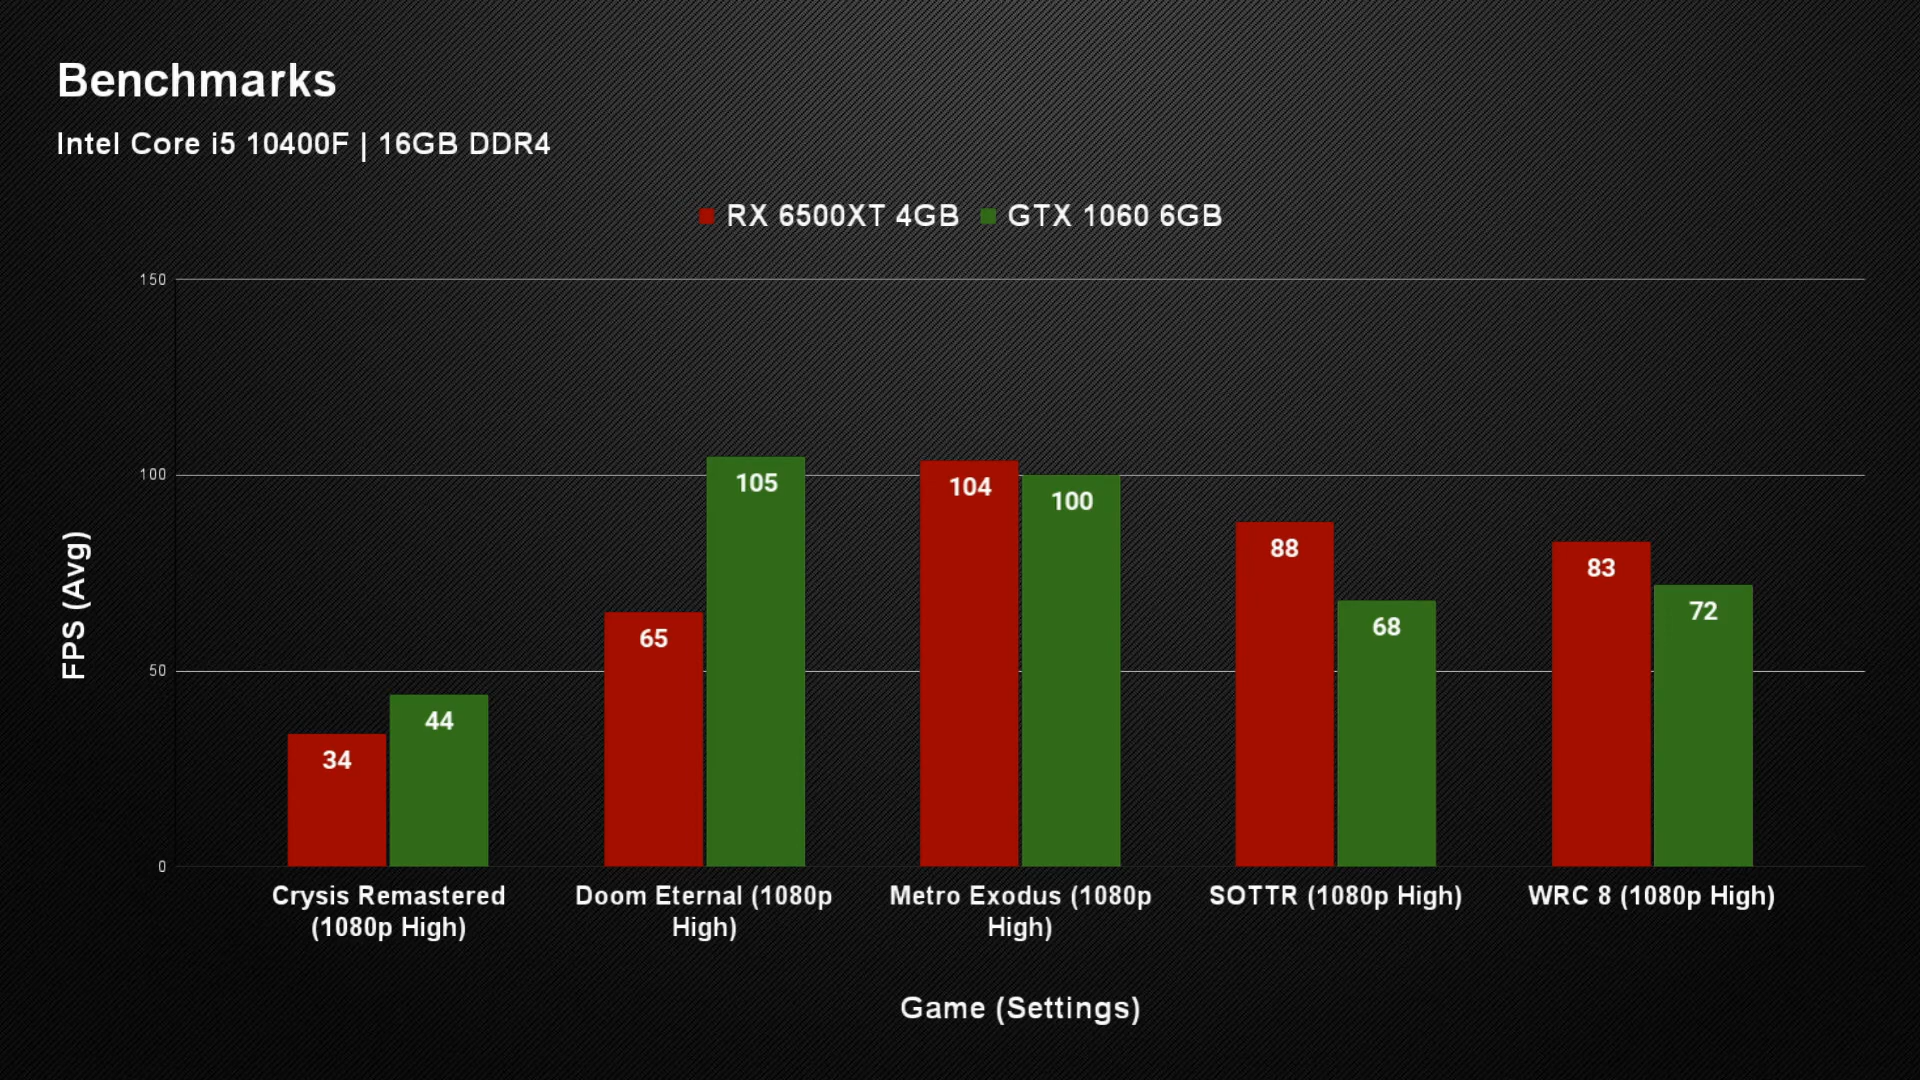 Benchmarks
Intel Core i5 10400F | 16GB DDR4
RX 6500XT 4GB GTX 1060 6GB
150
100
50
0
FPS (Avg)
34
44
65
105
104
100
88
68
83
72
Crysis Remastered
(1080p High)
Doom Eternal (1080p
High)
Metro Exodus (1080p
High)
SOTTR (1080p High)
WRC 8 (1080p High)
Game (Settings)